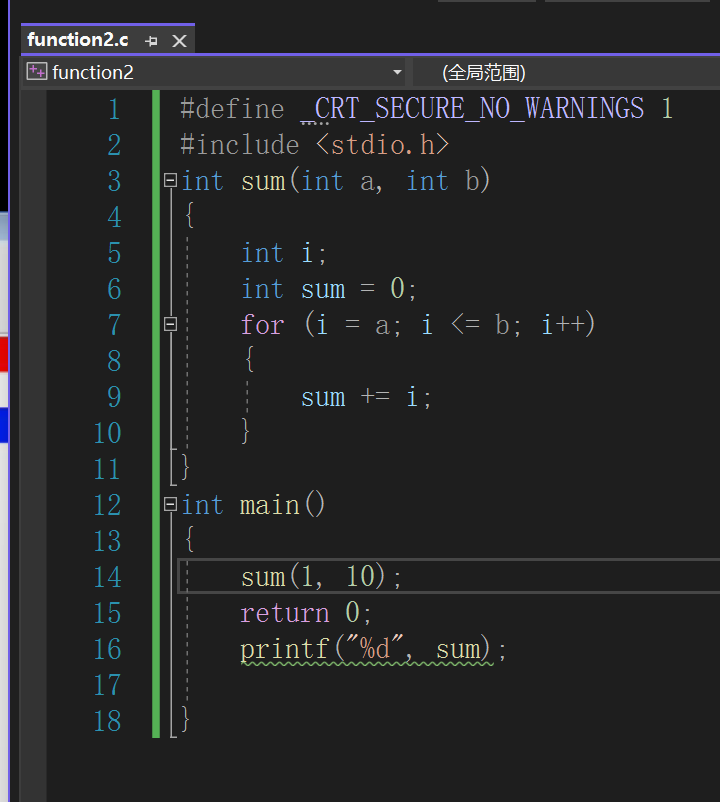 function2.c
function2 (全局范围)
1 #define _CRT_SECURE_NO_WARNINGS 1
2 #include <stdio.h>
3 int sum(int a, int b)
4 {
5 int i;
6 int sum = 0;
7 for (i = a; i <= b; i++)
8 {
9 sum += i;
10 }
11 }
12 int main()
13 {
14 sum(1, 10);
15 return 0;
16 printf("%d", sum);
17
18 }